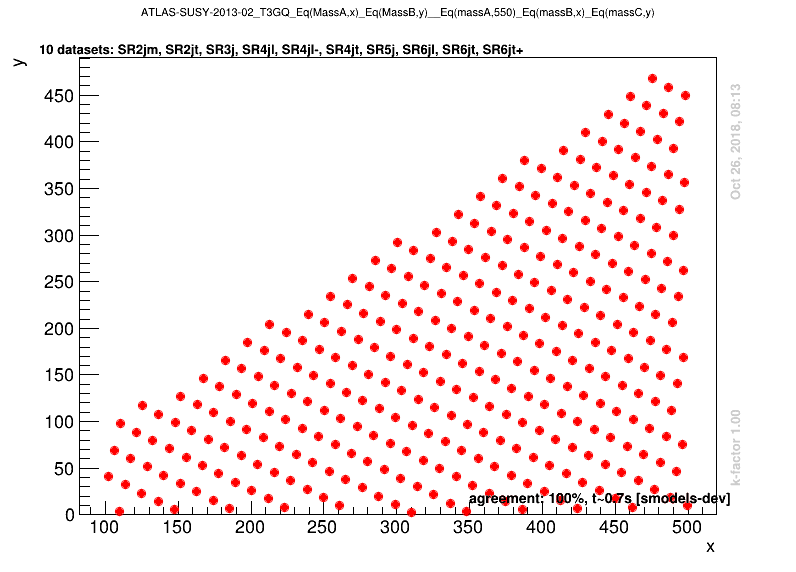 ATLAS-SUSY-2013-02_T3GQ_Eq(MassA,x)_Eq(MassB,y)__Eq(massA,550)_Eq(massB,x)_Eq(massC,y)
10 datasets: SR2jm, SR2jt, SR3j, SR4jl, SR4jl-, SR4jt, SR5j, SR6jl, SR6jt, SR6jt+
y
450
400
350
300
250
200
150
100
50
0
100 150 200 250 300 350 400 450 500
x
agreement: 100%, t~0.7s [smodels-dev]
Oct 26, 2018, 08:13
k-factor 1.00